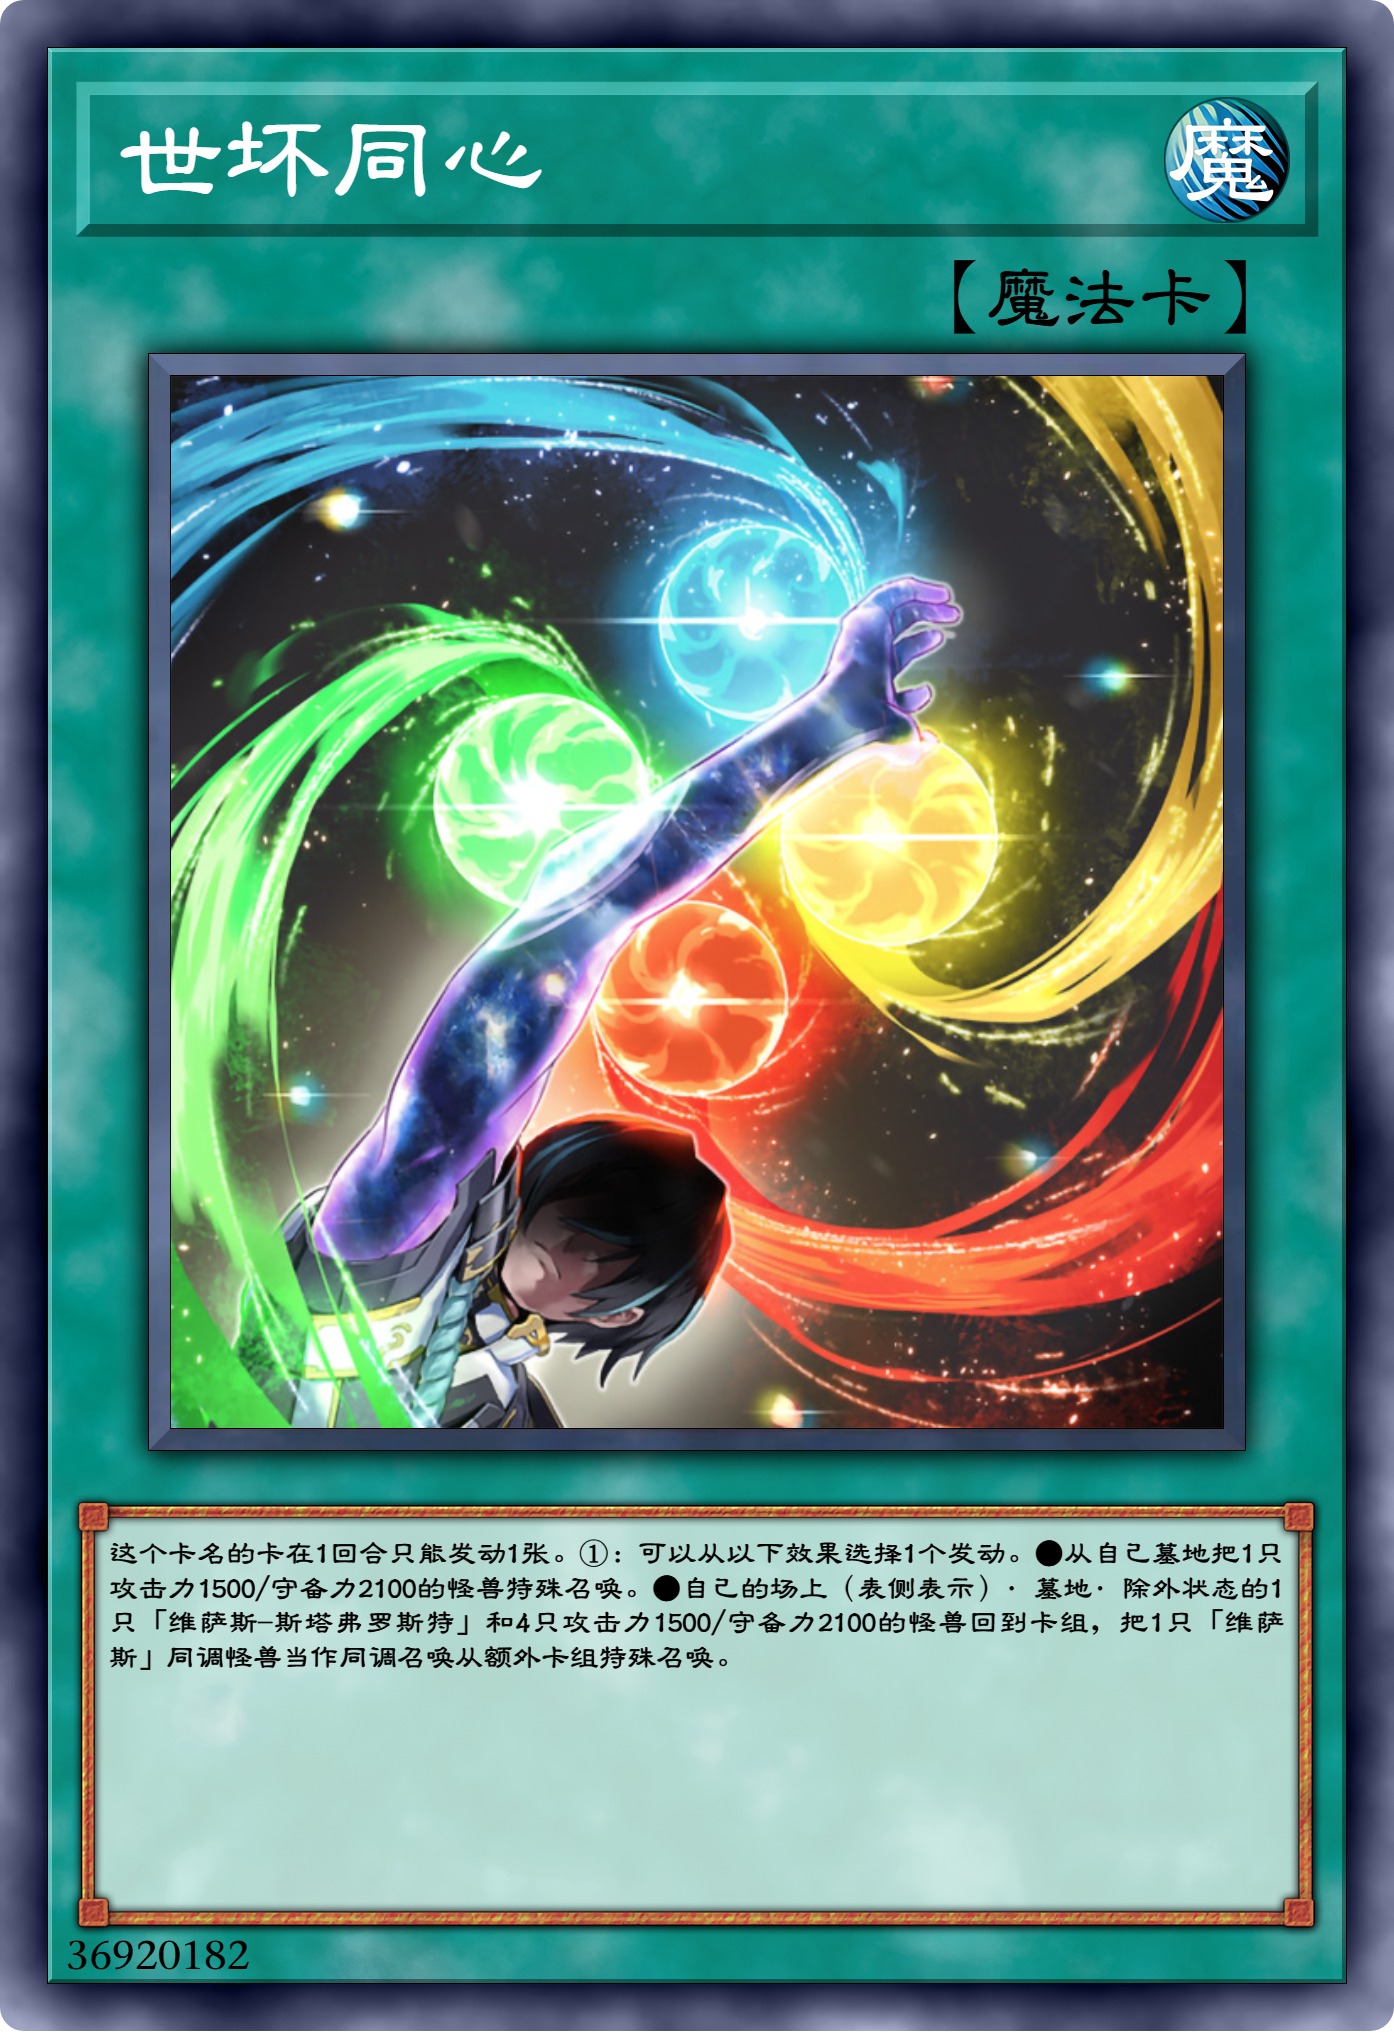 世坏同心
魔
【魔法卡】
这个卡名的卡在1回合只能发动1张。①：可以从以下效果选择1个发动。●从自己墓地把1只
攻击力1500/守备力2100的怪兽特殊召唤。●自己的场上（表侧表示）·墓地·除外状态的1
只「维萨斯-斯塔弗罗斯特」和4只攻击力1500/守备力2100的怪兽回到卡组，把1只「维萨
斯」同调怪兽当作同调召唤从额外卡组特殊召唤。
36920182